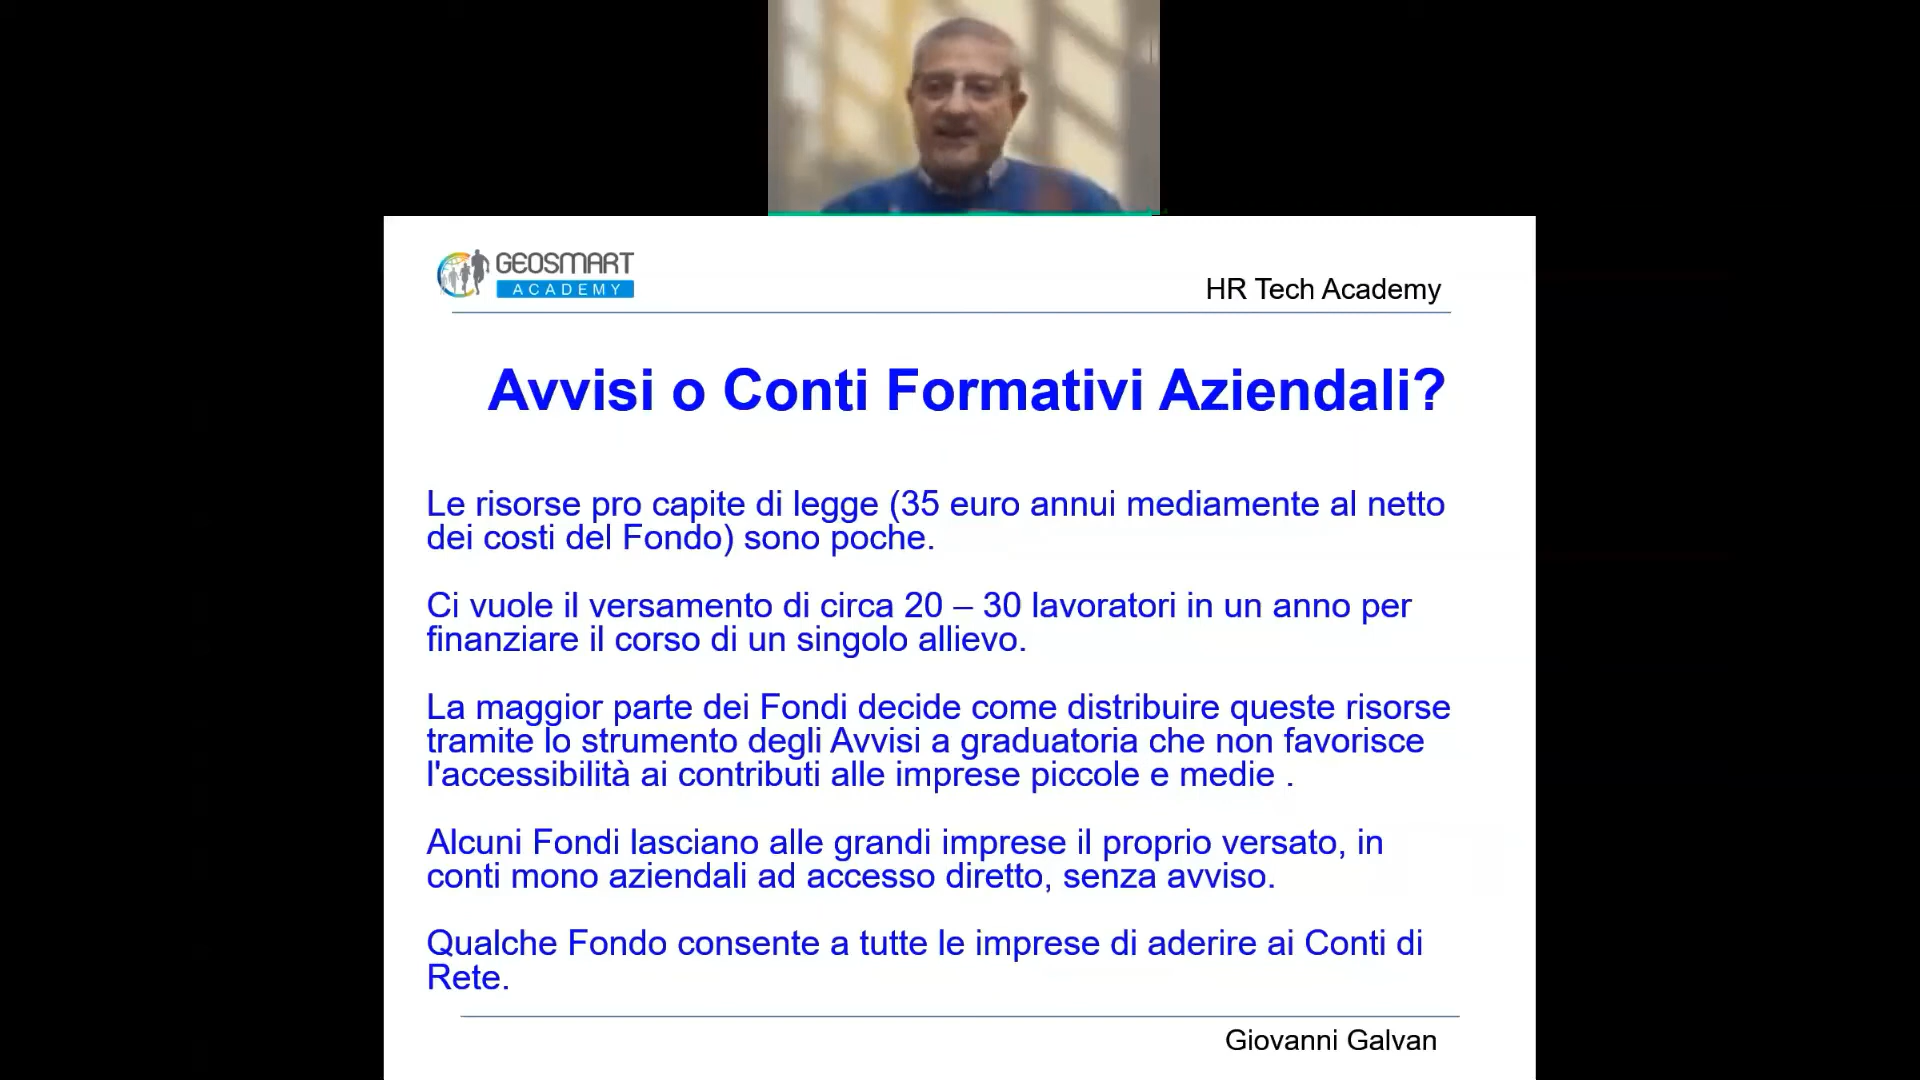 GEOSMART
ACADEMY
HR Tech Academy
Avvisi o Conti Formativi Aziendali?
Le risorse pro capite di legge (35 euro annui mediamente al netto
dei costi del Fondo) sono poche.
Ci vuole il versamento di circa 20 – 30 lavoratori in un anno per
finanziare il corso di un singolo allievo.
La maggior parte dei Fondi decide come distribuire queste risorse
tramite lo strumento degli Avvisi a graduatoria che non favorisce
l'accessibilità ai contributi alle imprese piccole e medie .
Alcuni Fondi lasciano alle grandi imprese il proprio versato, in
conti mono aziendali ad accesso diretto, senza avviso.
Qualche Fondo consente a tutte le imprese di aderire ai Conti di
Rete.
Giovanni Galvan